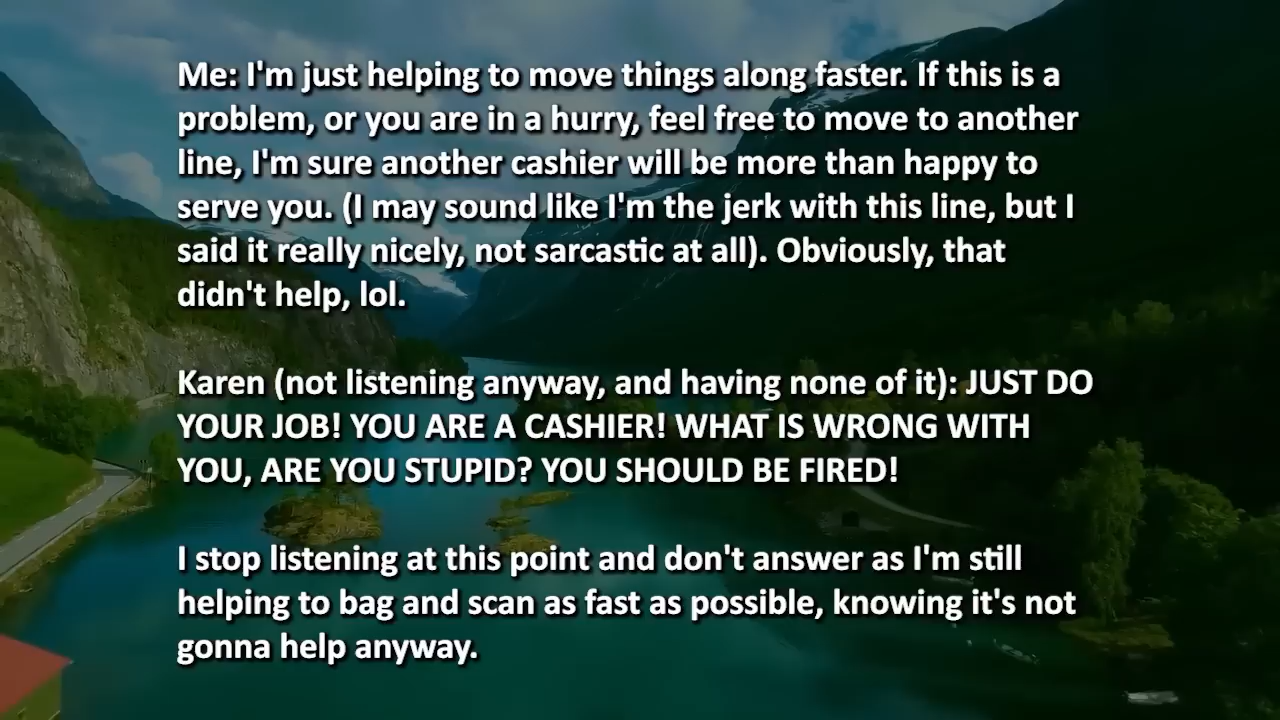 Me: I'm just helping to move things along faster. If this is a
problem, or you are in a hurry, feel free to move to another
line, I'm sure another cashier will be more than happy to
serve you. (I may sound like I'm the jerk with this line, but I
said it really nicely, not sarcastic at all). Obviously, that
didn't help, lol.
Karen (not listening anyway, and having none of it): JUST DO
YOUR JOB! YOU ARE A CASHIER! WHAT IS WRONG WITH
YOU, ARE YOU STUPID? YOU SHOULD BE FIRED!
I stop listening at this point and don't answer as I'm still
helping to bag and scan as fast as possible, knowing it's not
gonna help anyway.